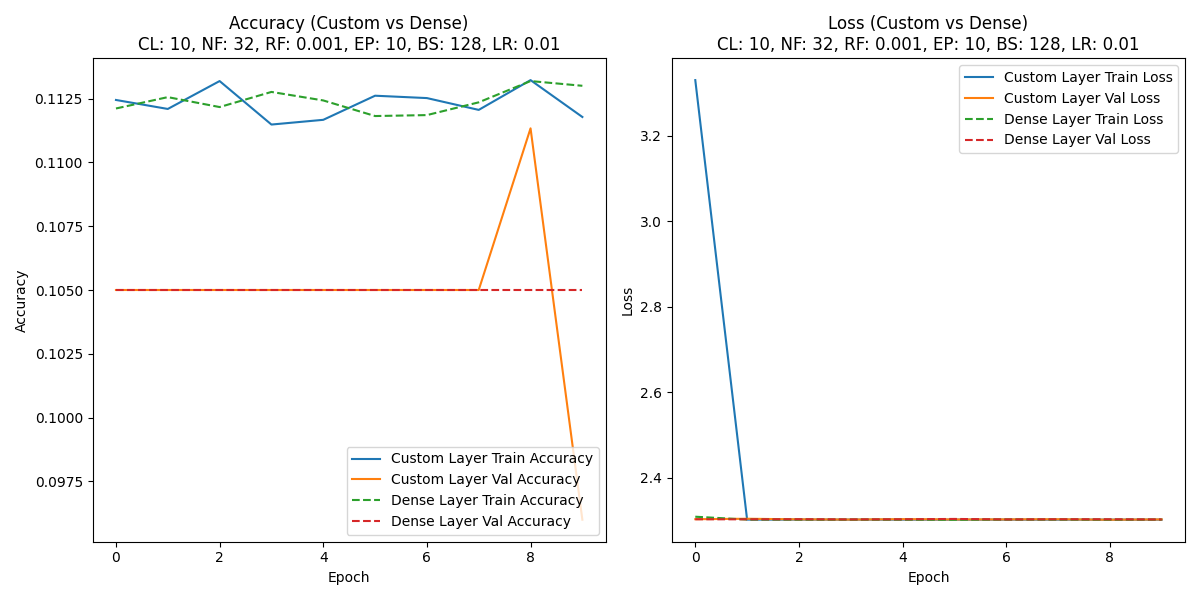 Accuracy (Custom vs Dense)
CL: 10, NF: 32, RF: 0.001, EP: 10, BS: 128, LR: 0.01
Accuracy
0.1125
0.1100
0.1075
0.1050
0.1025
0.1000
0.0975
Custom Layer Train Accuracy
Custom Layer Val Accuracy
Dense Layer Train Accuracy
Dense Layer Val Accuracy
0 2 4 6 8
Epoch
Loss (Custom vs Dense)
CL: 10, NF: 32, RF: 0.001, EP: 10, BS: 128, LR: 0.01
Custom Layer Train Loss
Custom Layer Val Loss
Dense Layer Train Loss
Dense Layer Val Loss
Loss
3.2
3.0
2.8
2.6
2.4
0 2 4 6 8
Epoch